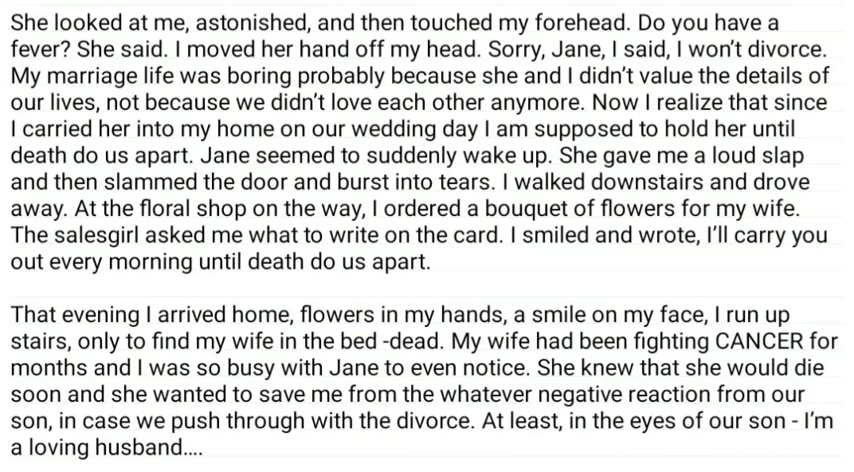 She looked at me, astonished, and then touched my forehead. Do you have a
fever? She said. I moved her hand off my head. Sorry, Jane, I said, I won't divorce.
My marriage life was boring probably because she and I didn't value the details of
our lives, not because we didn't love each other anymore. Now I realize that since
I carried her into my home on our wedding day I am supposed to hold her until
death do us apart. Jane seemed to suddenly wake up. She gave me a loud slap
and then slammed the door and burst into tears. I walked downstairs and drove
away. At the floral shop on the way, I ordered a bouquet of flowers for my wife.
The salesgirl asked me what to write on the card. I smiled and wrote, I'll carry you
out every morning until death do us apart.
That evening I arrived home, flowers in my hands, a smile on my face, I run up
stairs, only to find my wife in the bed -dead. My wife had been fighting CANCER for
months and I was so busy with Jane to even notice. She knew that she would die
soon and she wanted to save me from the whatever negative reaction from our
son, in case we push through with the divorce. At least, in the eyes of our son - I'm
a loving husband....